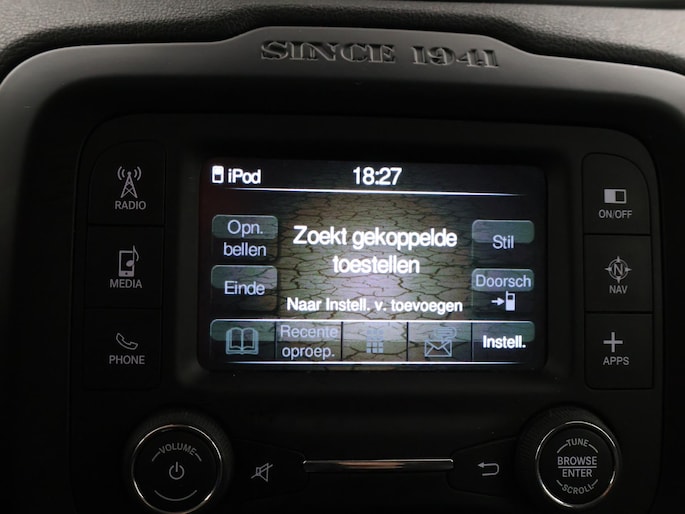 SINCE 1941
iPod 18:27
RADIO
MEDIA
PHONE
Opn.
bellen
Einde
Zoekt gekoppelde
toestellen
Naar Instell. v. toevoegen
Stil
Doorsch
Recente
oproep.
Instell.
ON/OFF
N
NAV
APPS
VOLUME
TUNE
BROWSE
ENTER
SCROLL